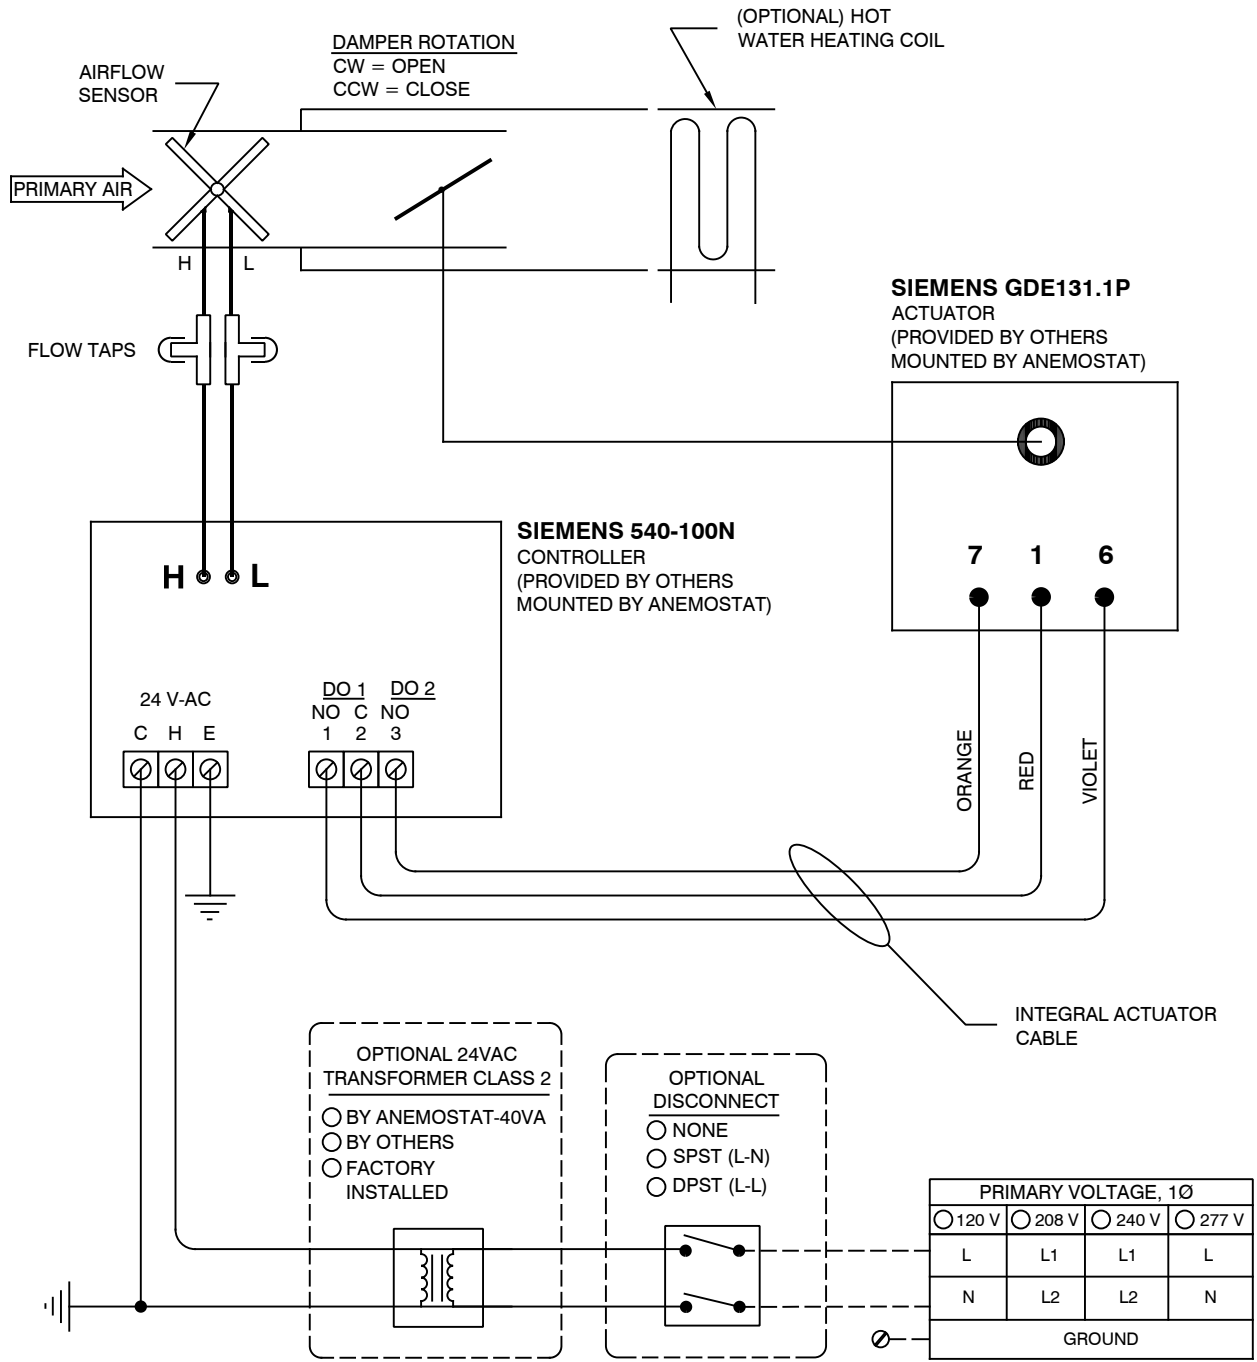 (OPTIONAL) HOT
WATER HEATING COIL
DAMPER ROTATION
CW = OPEN
CCW = CLOSE
AIRFLOW
SENSOR
PRIMARY AIR
H L
FLOW TAPS
SIEMENS GDE131.1P
ACTUATOR
(PROVIDED BY OTHERS
MOUNTED BY ANEMOSTAT)
7 1 6
SIEMENS 540-100N
CONTROLLER
(PROVIDED BY OTHERS
MOUNTED BY ANEMOSTAT)
H L
24 V-AC
C H E
DO 1 DO 2
NO C NO
1 2 3
ORANGE
RED
VIOLET
INTEGRAL ACTUATOR
CABLE
OPTIONAL 24VAC
TRANSFORMER CLASS 2
BY ANEMOSTAT-40VA
BY OTHERS
FACTORY
INSTALLED
OPTIONAL
DISCONNECT
NONE
SPST (L-N)
DPST (L-L)
PRIMARY VOLTAGE, 1Ø
120 V 208 V 240 V 277 V
L L1 L1 L
N L2 L2 N
GROUND